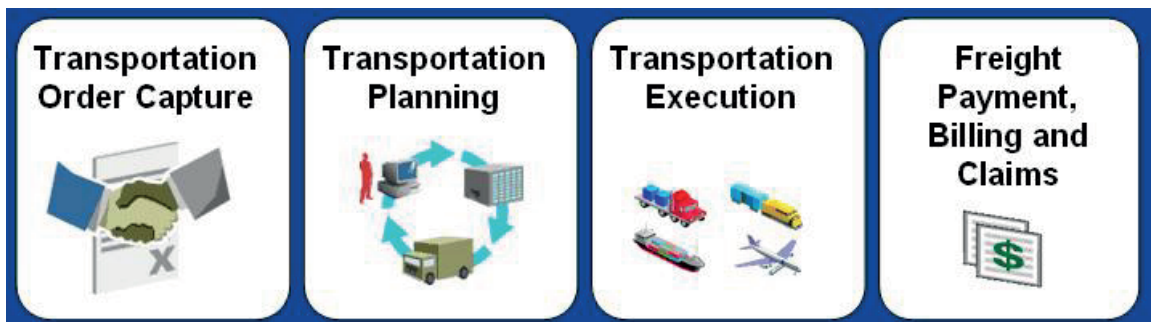 Transportation
Order Capture
X
Transportation
Planning
Transportation
Execution
Freight
Payment,
Billing and
Claims
$